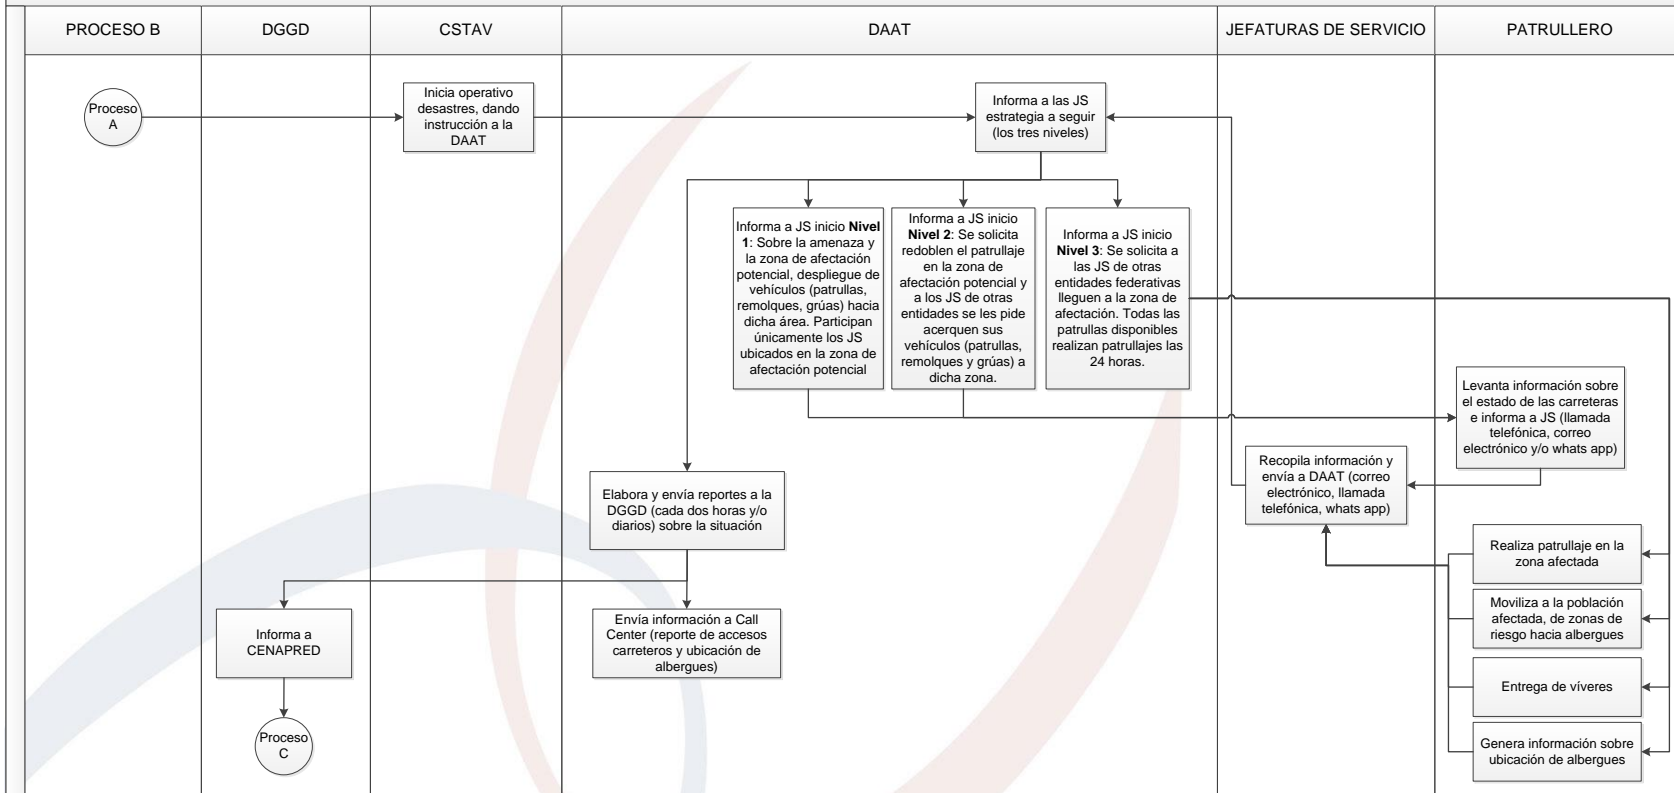 PROCESO B
DGGD
CSTAV
DAAT
JEFATURAS DE SERVICIO
PATRULLERO
Proceso
A
Inicia operativo
desastres, dando
instrucción a la
DAAT
Informa a las JS
estrategia a seguir
(los tres niveles)
Informa a JS inicio Nivel
1: Sobre la amenaza y
la zona de afectación
potencial, despliegue de
vehículos (patrullas,
remolques, grúas) hacia
dicha área. Participan
únicamente los JS
ubicados en la zona de
afectación potencial
Informa a JS inicio
Nivel 2: Se solicita
redoblen el patrullaje
en la zona de
afectación potencial y
a los JS de otras
entidades se les pide
acerquen sus
vehículos (patrullas,
remolques y grúas) a
dicha zona.
Informa a JS inicio
Nivel 3: Se solicita a
las JS de otras
entidades federativas
lleguen a la zona de
afectación. Todas las
patrullas disponibles
realizan patrullajes las
24 horas.
Levanta información sobre
el estado de las carreteras
e informa a JS (llamada
telefónica, correo
electrónico y/o whats app)
Recopila información y
envía a DAAT (correo
electrónico, llamada
telefónica, whats app)
Elabora y envía reportes a la
DGGD (cada dos horas y/o
diarios) sobre la situación
Realiza patrullaje en la
zona afectada
Moviliza a la población
afectada, de zonas de
riesgo hacia albergues
Informa a
CENAPRED
Envía información a Call
Center (reporte de accesos
carreteros y ubicación de
albergues)
Entrega de víveres
Proceso
C
Genera información sobre
ubicación de albergues